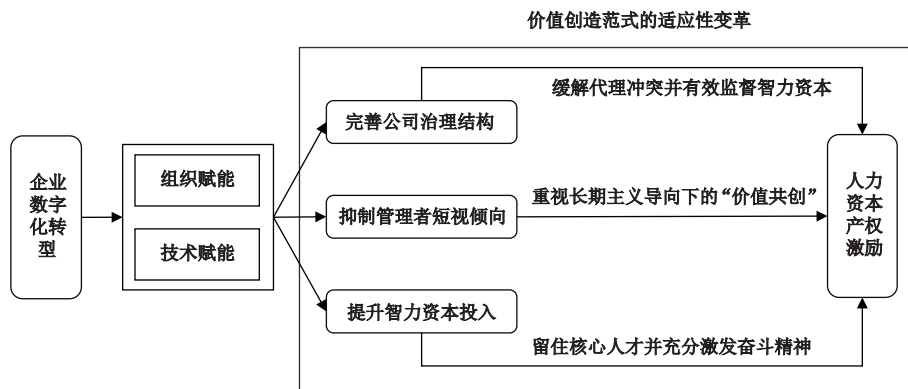 价值创造范式的适应性变革
缓解代理冲突并有效监督智力资本
完善公司治理结构
企业
数字
化转
型
组织赋能
技术赋能
抑制管理者短视倾向
重视长期主义导向下的“价值共创”
人力
资本
产权
激励
提升智力资本投入
留住核心人才并充分激发奋斗精神